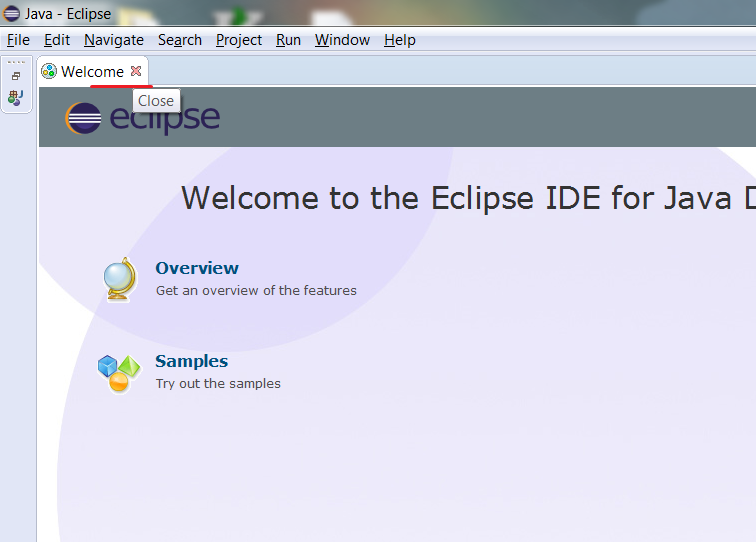 Java - Eclipse
File Edit Navigate Search Project Run Window Help
Welcome
Close
eclipse
Welcome to the Eclipse IDE for Java
Overview
Get an overview of the features
Samples
Try out the samples